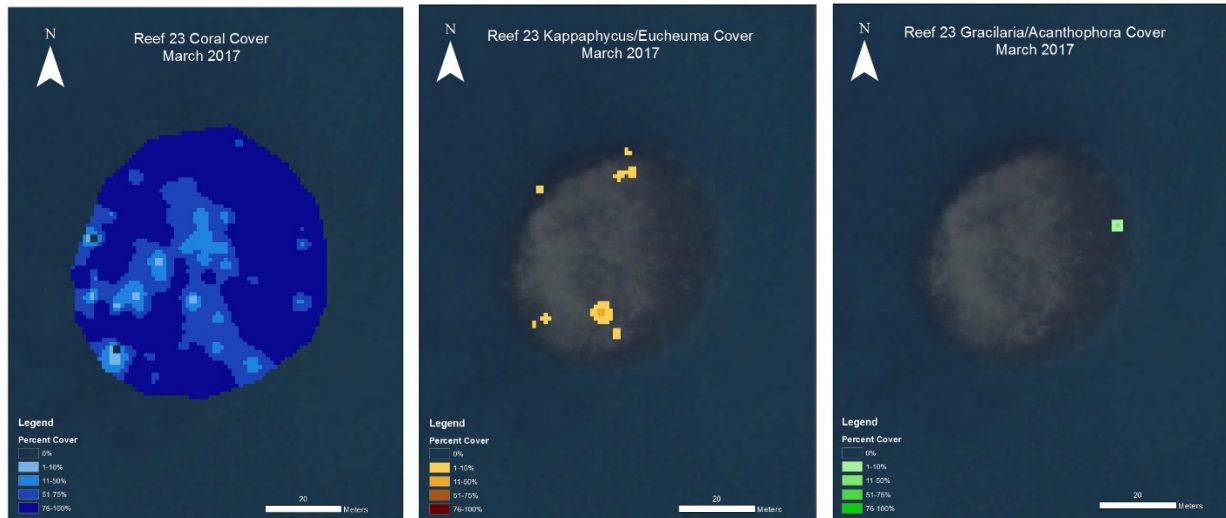 N
Reef 23 Coral Cover
March 2017
Legend
Percent Cover
0%
1-10%
11-50%
51-75%
76-100%
20
Meters
N
Reef 23 Kappaphycus/Eucheuma Cover
March 2017
Legend
Percent Cover
0%
1-10%
11-50%
51-75%
76-100%
20
Meters
N
Reef 23 Gracilaria/Acanthophora Cover
March 2017
Legend
Percent Cover
0%
1-10%
11-50%
51-75%
76-100%
20
Meters